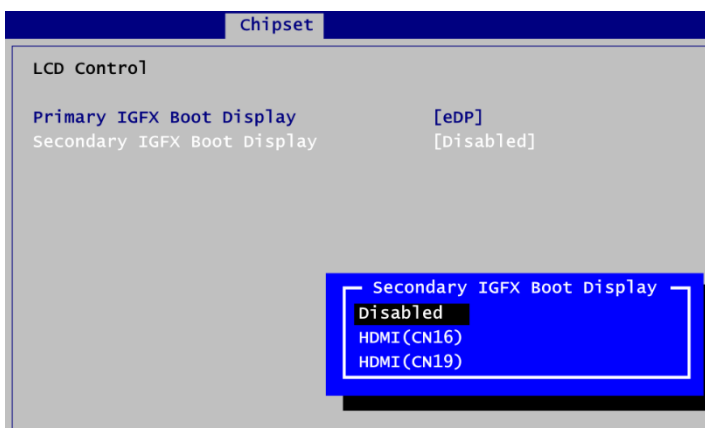 Chipset
LCD Control
Primary IGFX Boot Display [eDP]
Secondary IGFX Boot Display [Disabled]
Secondary IGFX Boot Display
Disabled
HDMI(CN16)
HDMI(CN19)